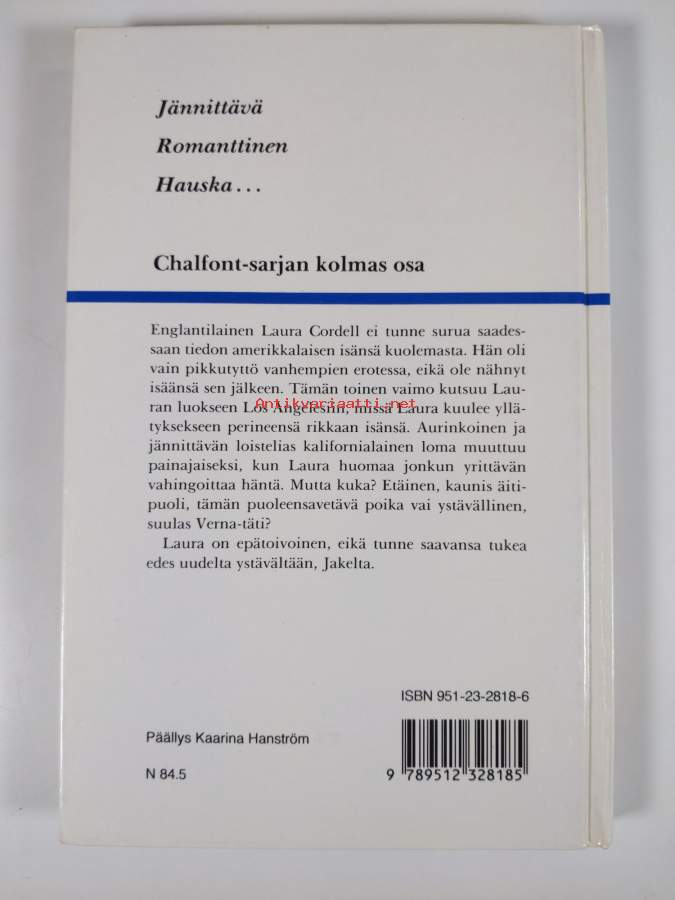 Jännittävä
Romanttinen
Hauska...
Chalfont-sarjan kolmas osa
Englantilainen Laura Cordell ei tunne surua saades-
saan tiedon amerikkalaisen isänsä kuolemasta. Hän oli
vain pikkutyttö vanhempien erotessa, eikä ole nähnyt
isäänsä sen jälkeen. Tämän toinen vaimo kutsuu Lau-
ran luokseen Los Angelesiin, missä Laura kuulee yllä-
Antikvariaatti.net
tyksekseen perineensä rikkaan isänsä. Aurinkoinen ja
jännittävän loistelias kalifornialainen loma muuttuu
painajaiseksi, kun Laura huomaa jonkun yrittävän
vahingoittaa häntä. Mutta kuka? Etäinen, kaunis äiti-
puoli, tämän puoleensavetävä poika vai ystävällinen,
suulas Verna-täti?
Laura on epätoivoinen, eikä tunne saavansa tukea
edes uudelta ystävältään, Jakelta.
ISBN 951-23-2818-6
Päällys Kaarina Hanström
N 84.5
9 789512 328185